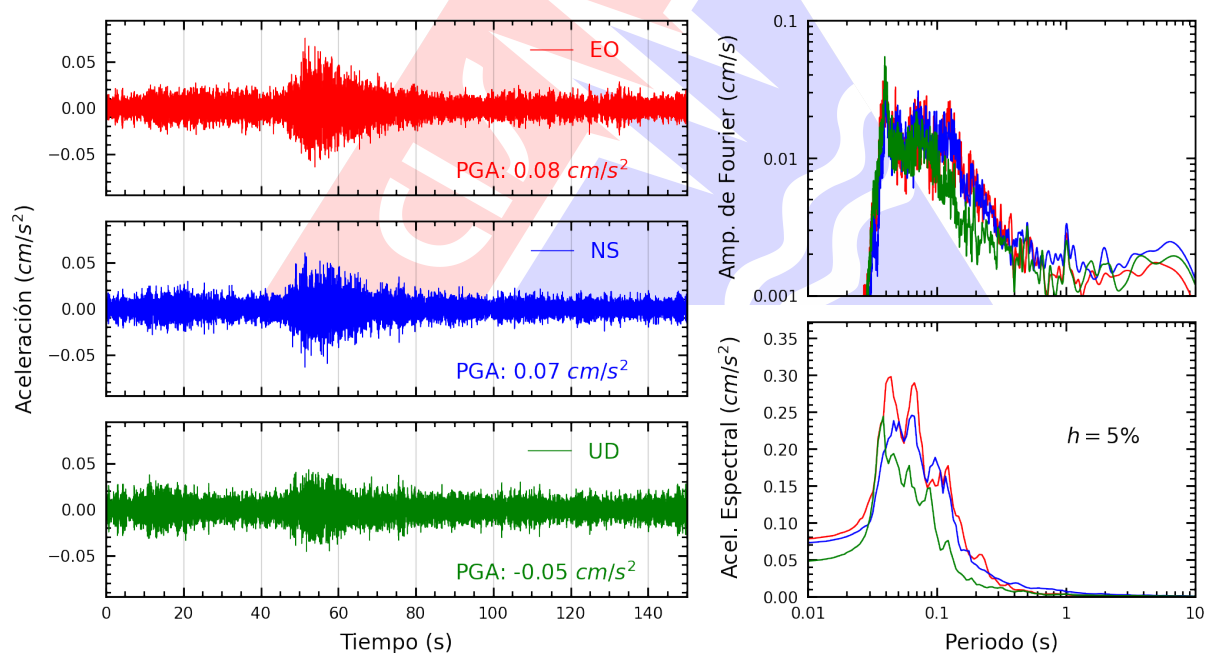 Aceleración (cm/s²)
0.05
0.00
−0.05
EO
PGA: 0.08 cm/s²
0.05
0.00
−0.05
NS
PGA: 0.07 cm/s²
0.05
0.00
−0.05
UD
PGA: -0.05 cm/s²
0 20 40 60 80 100 120 140
Tiempo (s)
Amp. de Fourier (cm/s)
0.1
0.01
0.001
Acel. Espectral (cm/s²)
0.35
0.30
0.25
0.20
0.15
0.10
0.05
0.00
h = 5%
0.01 0.1 1 10
Periodo (s)